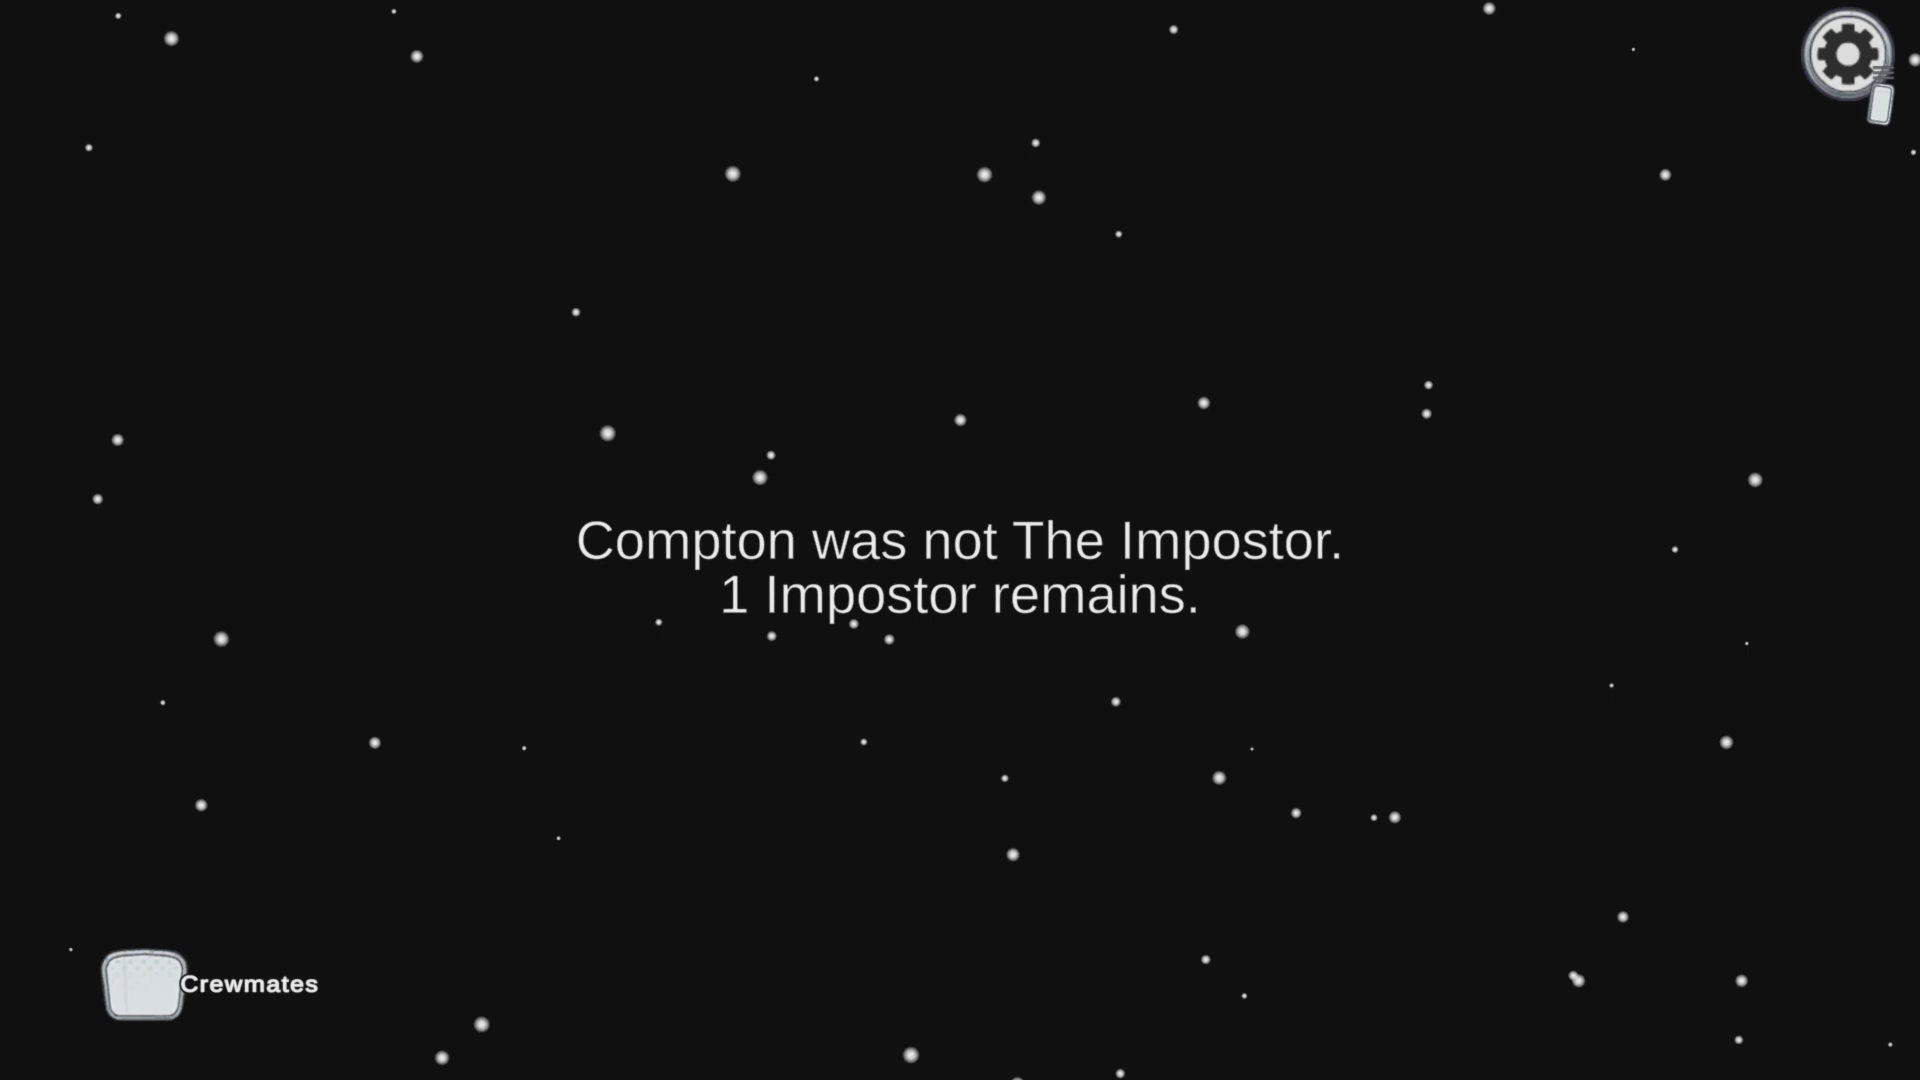 Compton was not The Impostor.
1 Impostor remains.
Crewmates